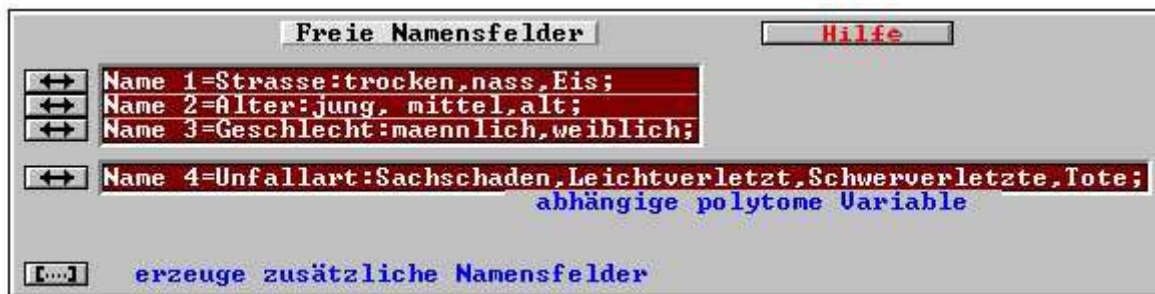 Freie Namensfelder Hilfe
Name 1=Strasse:trocken,nass,Eis;
Name 2=Alter:jung, mittel,alt;
Name 3=Geschlecht:maennlich,weiblich;
Name 4=Unfallart:Sachschaden,Leichtverletzt,Schwerverletzte,Tote;
abhängige polytome Variable
[....] erzeuge zusätzliche Namensfelder